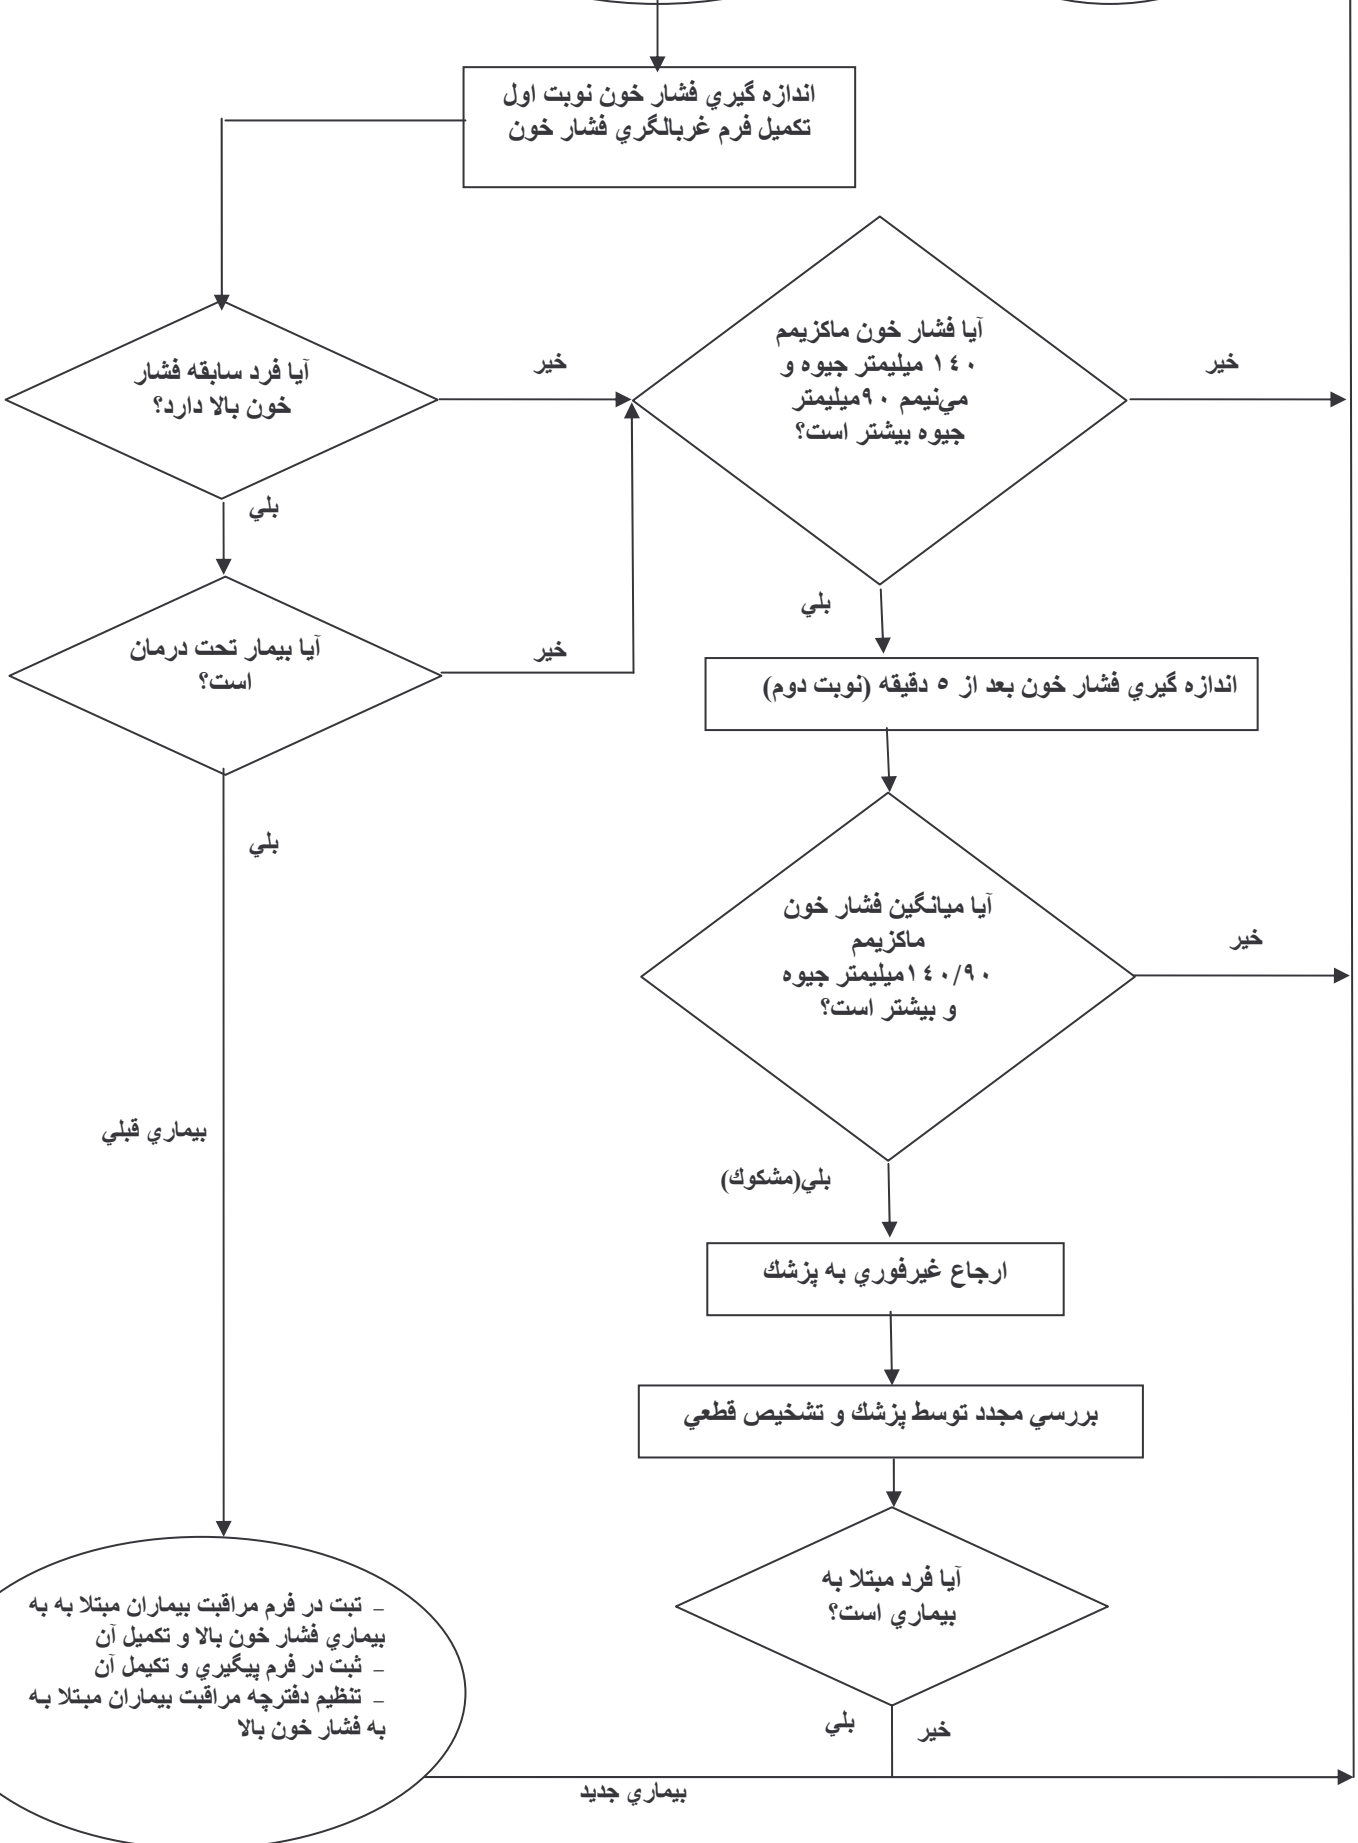 اندازه گيري فشار خون نوبت اول
تكميل فرم غربالگري فشار خون
آيا فشار خون ماكزيمم
١٤٠ ميليمتر جيوه و
مي‌نيمم ٩٠ميليمتر
جيوه بيشتر است؟
خير
خير
آيا فرد سابقه فشار
خون بالا دارد؟
بلي
بلي
آيا بيمار تحت درمان
است؟
خير
اندازه گيري فشار خون بعد از ٥ دقيقه (نوبت دوم)
بلي
آيا ميانگين فشار خون
ماكزيمم
١٤٠/٩٠ميليمتر جيوه
و بيشتر است؟
خير
بيماري قبلي
بلي(مشكوك)
ارجاع غيرفوري به پزشك
بررسي مجدد توسط پزشك و تشخيص قطعي
آيا فرد مبتلا به
بيماري است؟
- تبت در فرم مراقبت بيماران مبتلا به به
بيماري فشار خون بالا و تكميل آن
- ثبت در فرم پيگيري و تكيمل آن
- تنظيم دفترچه مراقبت بيماران مبتلا به
به فشار خون بالا
خير
بلي
بيماري جديد